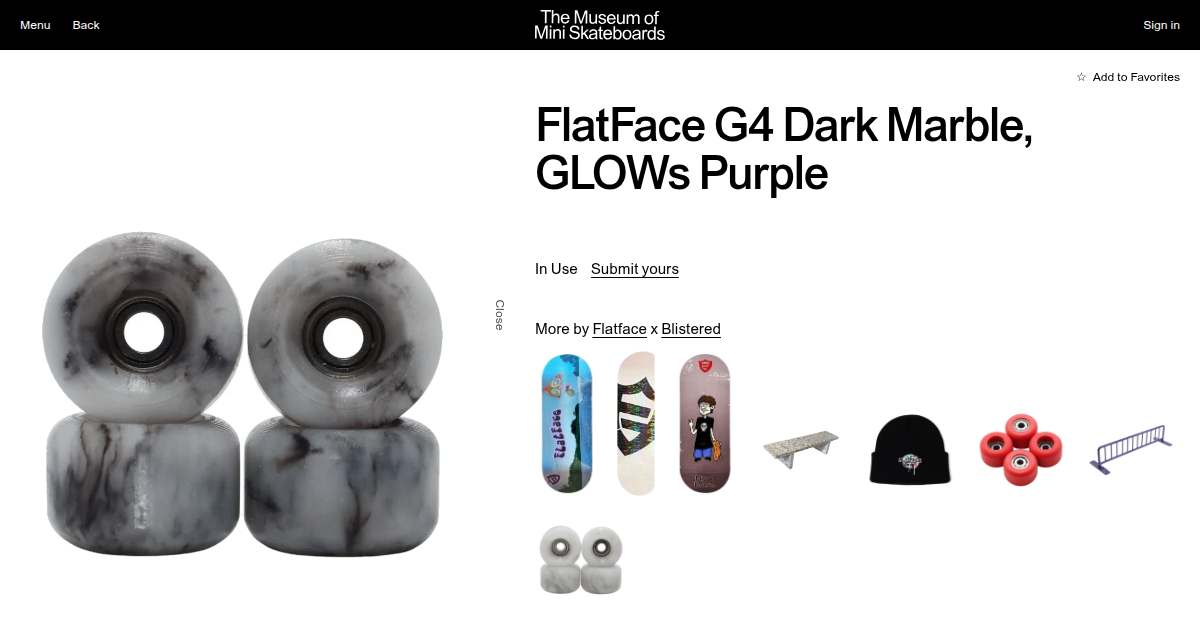 Menu
Back
The Museum of
Mini Skateboards
Sign in
☆ Add to Favorites
FlatFace G4 Dark Marble,
GLOWs Purple
In Use
Submit yours
Close
More by Flatface x Blistered